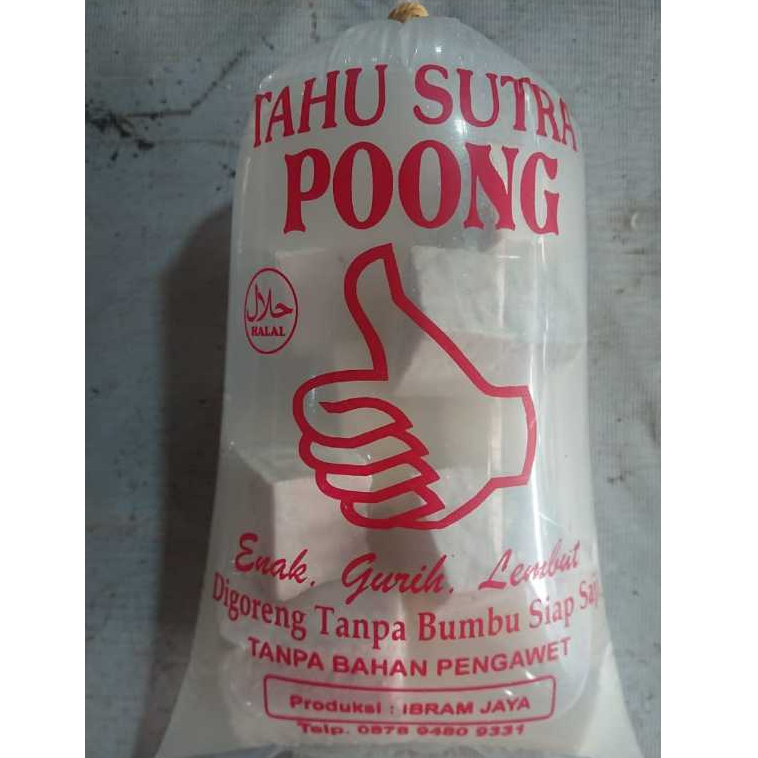 TAHU SUTRA
POONG
حلال
HALAL
Enak, Gurih, Lembut
Digoreng Tanpa Bumbu Siap Saji
TANPA BAHAN PENGAWET
Produksi : IBRAM JAYA
Telp. 0878 9480 9331